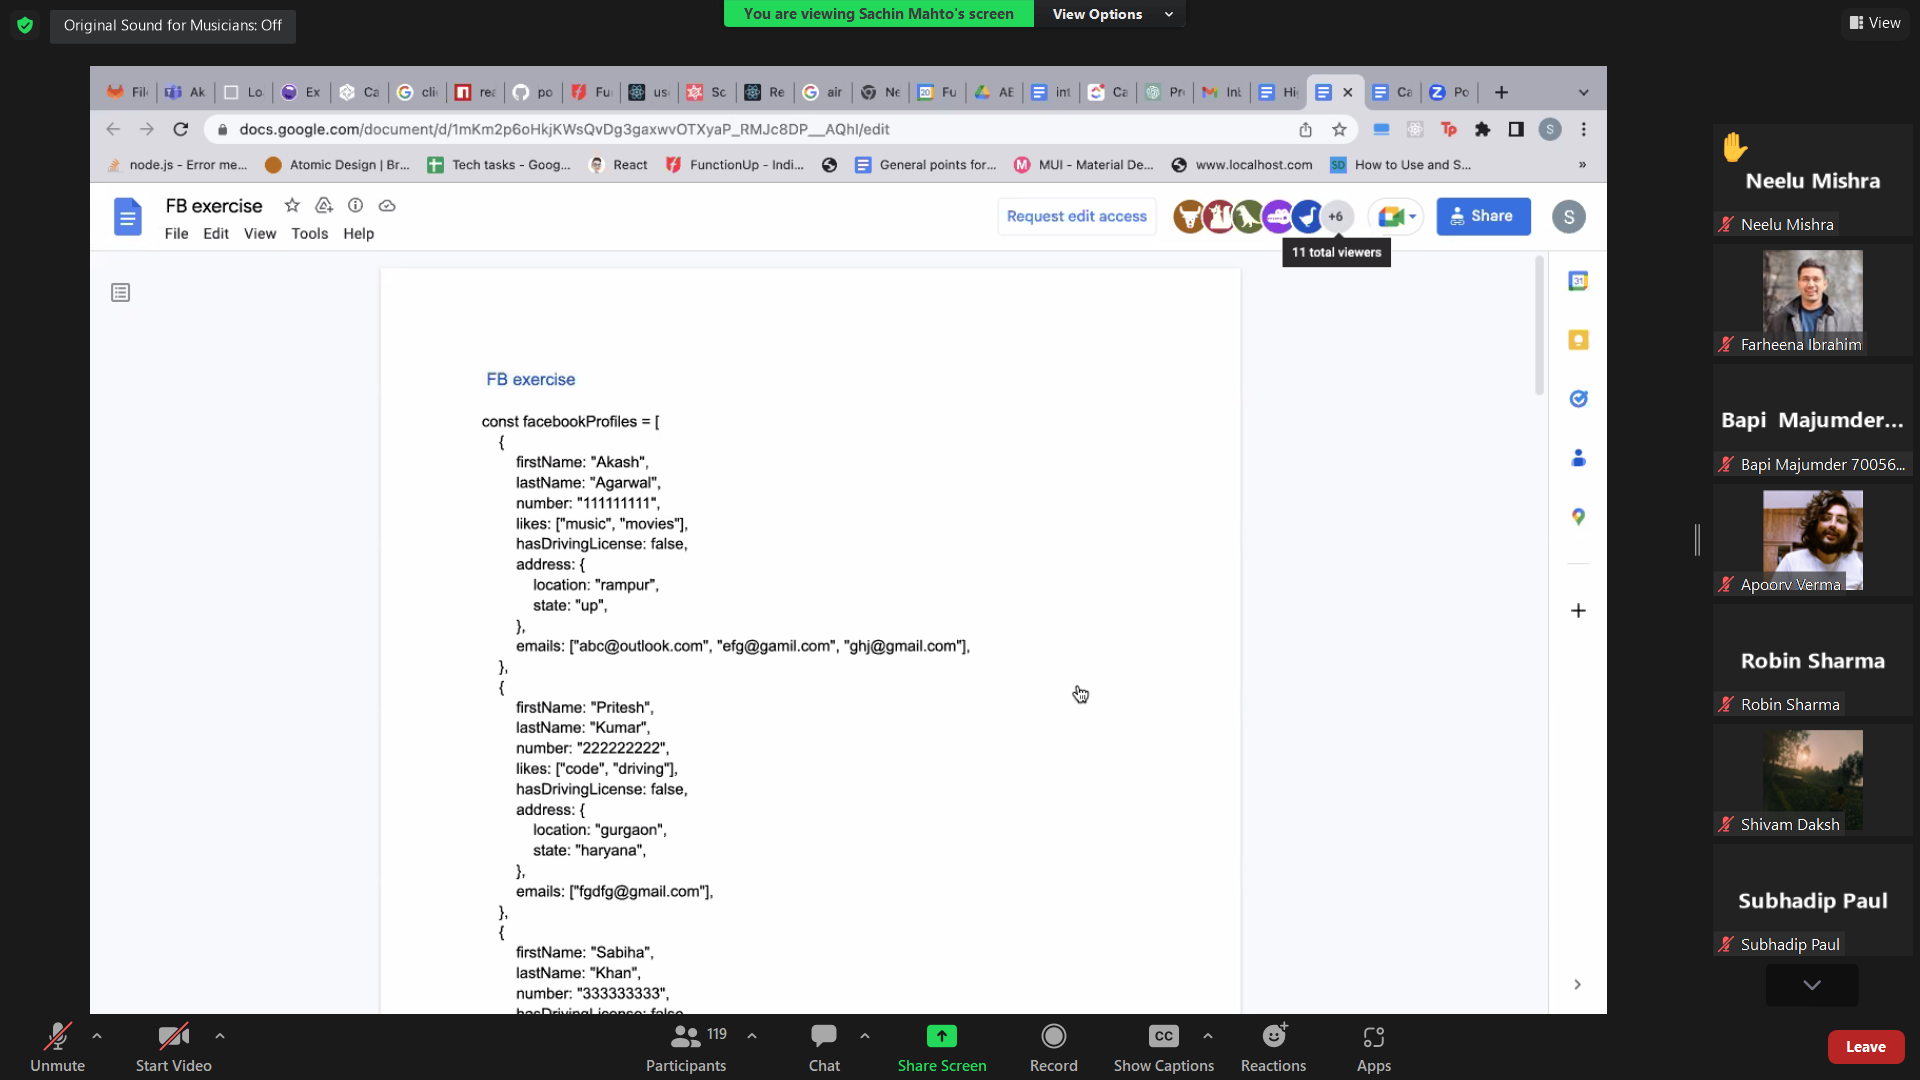 Original Sound for Musicians: Off
You are viewing Sachin Mahto's screen
View Options
View
File
Ak
Lo
Ex
Ca
clie
rea
po
Fu
us
Sc
Re
air
Ne
Fu
AE
int
Ca
Pr
Inb
Hi
Ca
Po
docs.google.com/document/d/1mKm2p6oHkjKWsQvDg3gaxwvOTXyaP_RMJc8DP__AQhI/edit
node.js - Error me...
Atomic Design | Br...
Tech tasks - Goog...
React
FunctionUp - Indi...
General points for...
MUI - Material De...
www.localhost.com
How to Use and S...
FB exercise
File Edit View Tools Help
Request edit access
+6
Share
S
11 total viewers
FB exercise
const facebookProfiles = [
{
firstName: "Akash",
lastName: "Agarwal",
number: "111111111",
likes: ["music", "movies"],
hasDrivingLicense: false,
address: {
location: "rampur",
state: "up",
},
emails: ["abc@outlook.com", "efg@gamil.com", "ghj@gmail.com"],
},
{
firstName: "Pritesh",
lastName: "Kumar",
number: "222222222",
likes: ["code", "driving"],
hasDrivingLicense: false,
address: {
location: "gurgaon",
state: "haryana",
},
emails: ["fgdfg@gmail.com"],
},
{
firstName: "Sabiha",
lastName: "Khan",
number: "333333333",
hasDrivingLicense: false
Neelu Mishra
Neelu Mishra
Farheena Ibrahim
Bapi Majumder...
Bapi Majumder 70056...
Apoorv Verma
Robin Sharma
Robin Sharma
Shivam Daksh
Subhadip Paul
Subhadip Paul
Unmute
Start Video
119
Participants
Chat
Share Screen
Record
CC
Show Captions
Reactions
Apps
Leave